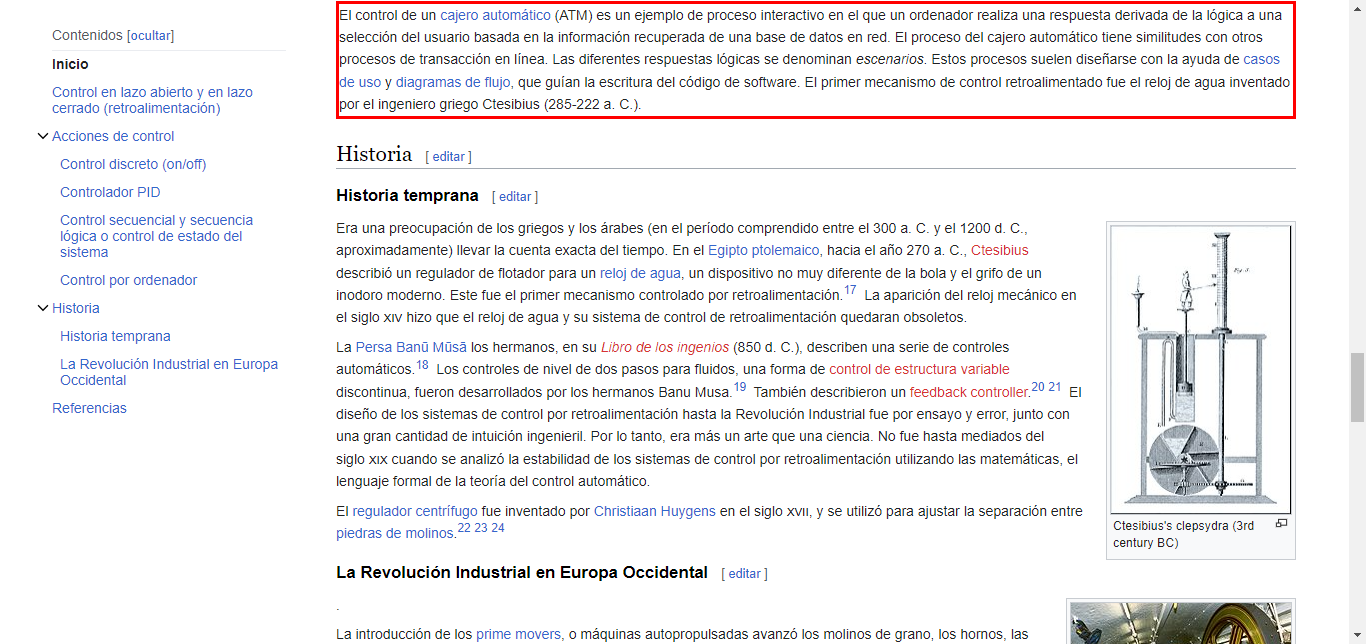 Contenidos [ocultar]
Inicio
Control en lazo abierto y en lazo
cerrado (retroalimentación)
Acciones de control
Control discreto (on/off)
Controlador PID
Control secuencial y secuencia
lógica o control de estado del
sistema
Control por ordenador
Historia
Historia temprana
La Revolución Industrial en Europa
Occidental
Referencias
El control de un cajero automático (ATM) es un ejemplo de proceso interactivo en el que un ordenador realiza una respuesta derivada de la lógica a una
selección del usuario basada en la información recuperada de una base de datos en red. El proceso del cajero automático tiene similitudes con otros
procesos de transacción en línea. Las diferentes respuestas lógicas se denominan escenarios. Estos procesos suelen diseñarse con la ayuda de casos
de uso y diagramas de flujo, que guían la escritura del código de software. El primer mecanismo de control retroalimentado fue el reloj de agua inventado
por el ingeniero griego Ctesibius (285-222 a. C.).
Historia [ editar ]
Historia temprana [ editar ]
Era una preocupación de los griegos y los árabes (en el período comprendido entre el 300 a. C. y el 1200 d. C.,
aproximadamente) llevar la cuenta exacta del tiempo. En el Egipto ptolemaico, hacia el año 270 a. C., Ctesibius
describió un regulador de flotador para un reloj de agua, un dispositivo no muy diferente de la bola y el grifo de un
inodoro moderno. Este fue el primer mecanismo controlado por retroalimentación.17 La aparición del reloj mecánico en
el siglo XIV hizo que el reloj de agua y su sistema de control de retroalimentación quedaran obsoletos.
La Persa Banū Mūsā los hermanos, en su Libro de los ingenios (850 d. C.), describen una serie de controles
automáticos.18 Los controles de nivel de dos pasos para fluidos, una forma de control de estructura variable
discontinua, fueron desarrollados por los hermanos Banu Musa.19 También describieron un feedback controller.20 21 El
diseño de los sistemas de control por retroalimentación hasta la Revolución Industrial fue por ensayo y error, junto con
una gran cantidad de intuición ingenieril. Por lo tanto, era más un arte que una ciencia. No fue hasta mediados del
siglo XIX cuando se analizó la estabilidad de los sistemas de control por retroalimentación utilizando las matemáticas, el
lenguaje formal de la teoría del control automático.
El regulador centrífugo fue inventado por Christiaan Huygens en el siglo XVII, y se utilizó para ajustar la separación entre
piedras de molinos.22 23 24
Ctesibius's clepsydra (3rd
century BC)
La Revolución Industrial en Europa Occidental [ editar ]
.
La introducción de los prime movers, o máquinas autopropulsadas avanzó los molinos de grano, los hornos, las